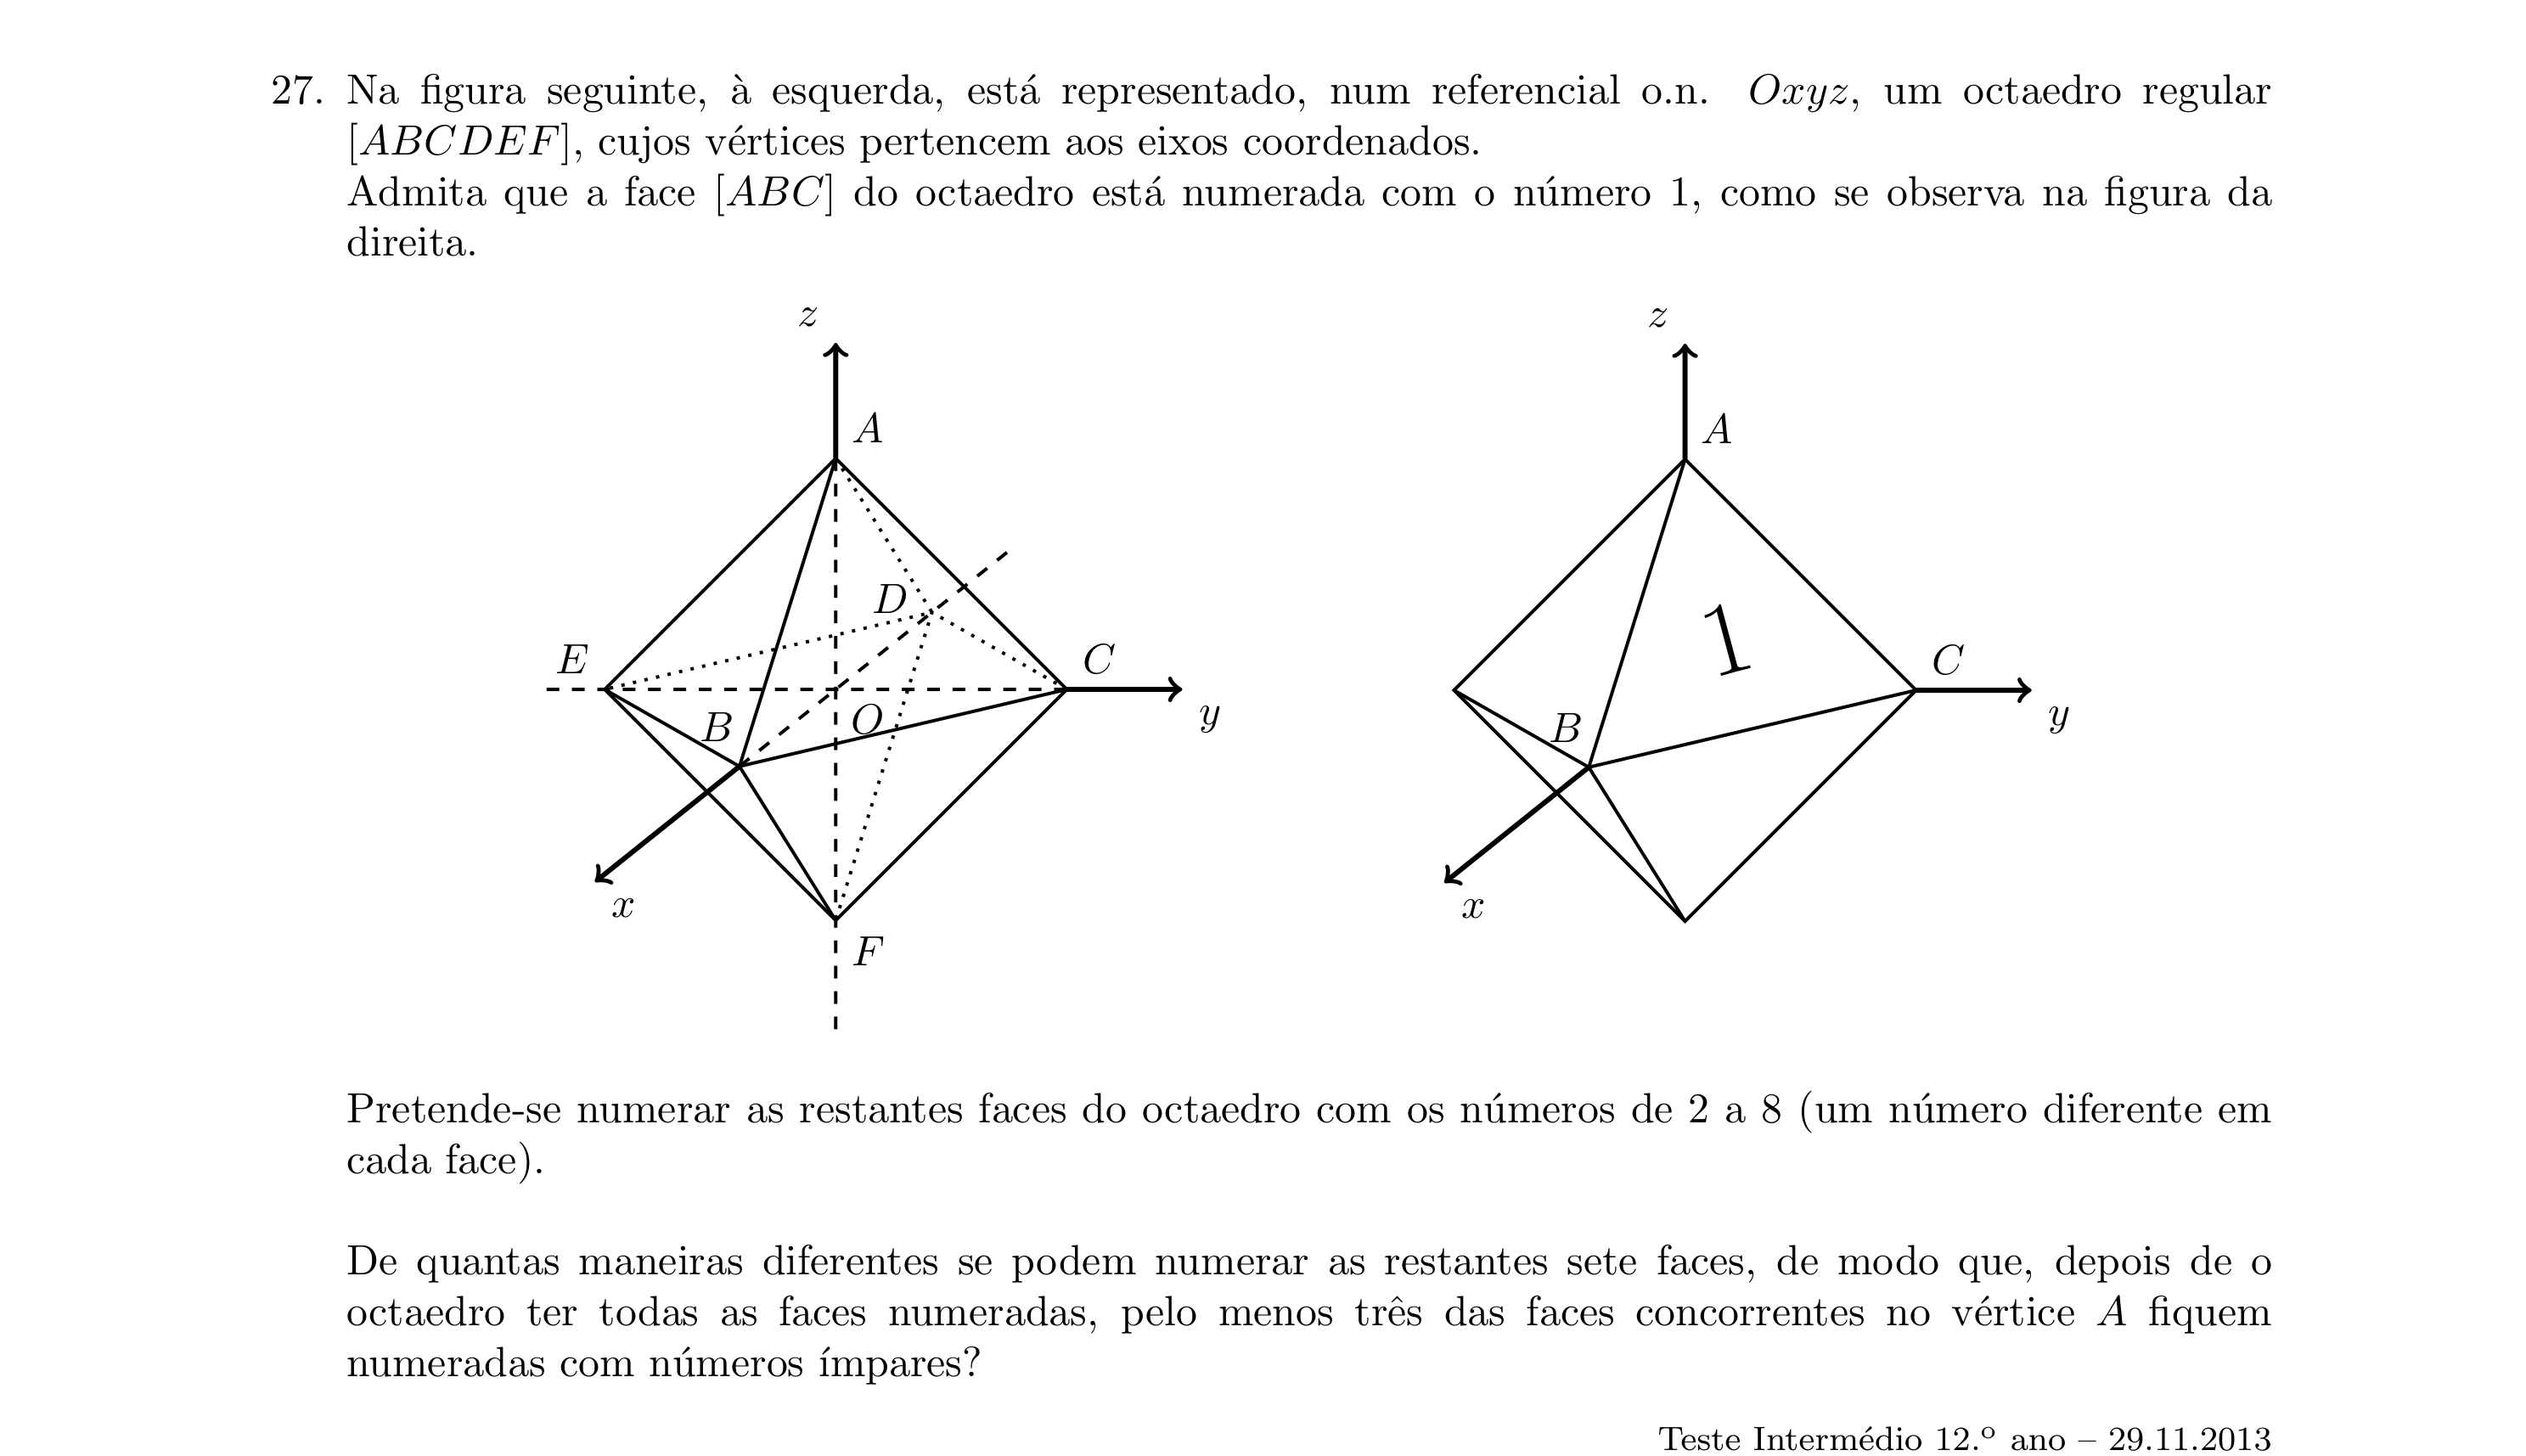 27. Na figura seguinte, à esquerda, está representado, num referencial o.n. Oxyz, um octaedro regular
[ABCDEF], cujos vértices pertencem aos eixos coordenados.
Admita que a face [ABC] do octaedro está numerada com o número 1, como se observa na figura da
direita.
z
A
D
E
C
B
O
y
x
F
z
A
1
C
B
y
x
Pretende-se numerar as restantes faces do octaedro com os números de 2 a 8 (um número diferente em
cada face).
De quantas maneiras diferentes se podem numerar as restantes sete faces, de modo que, depois de o
octaedro ter todas as faces numeradas, pelo menos três das faces concorrentes no vértice A fiquem
numeradas com números ímpares?
Teste Intermédio 12.º ano – 29.11.2013